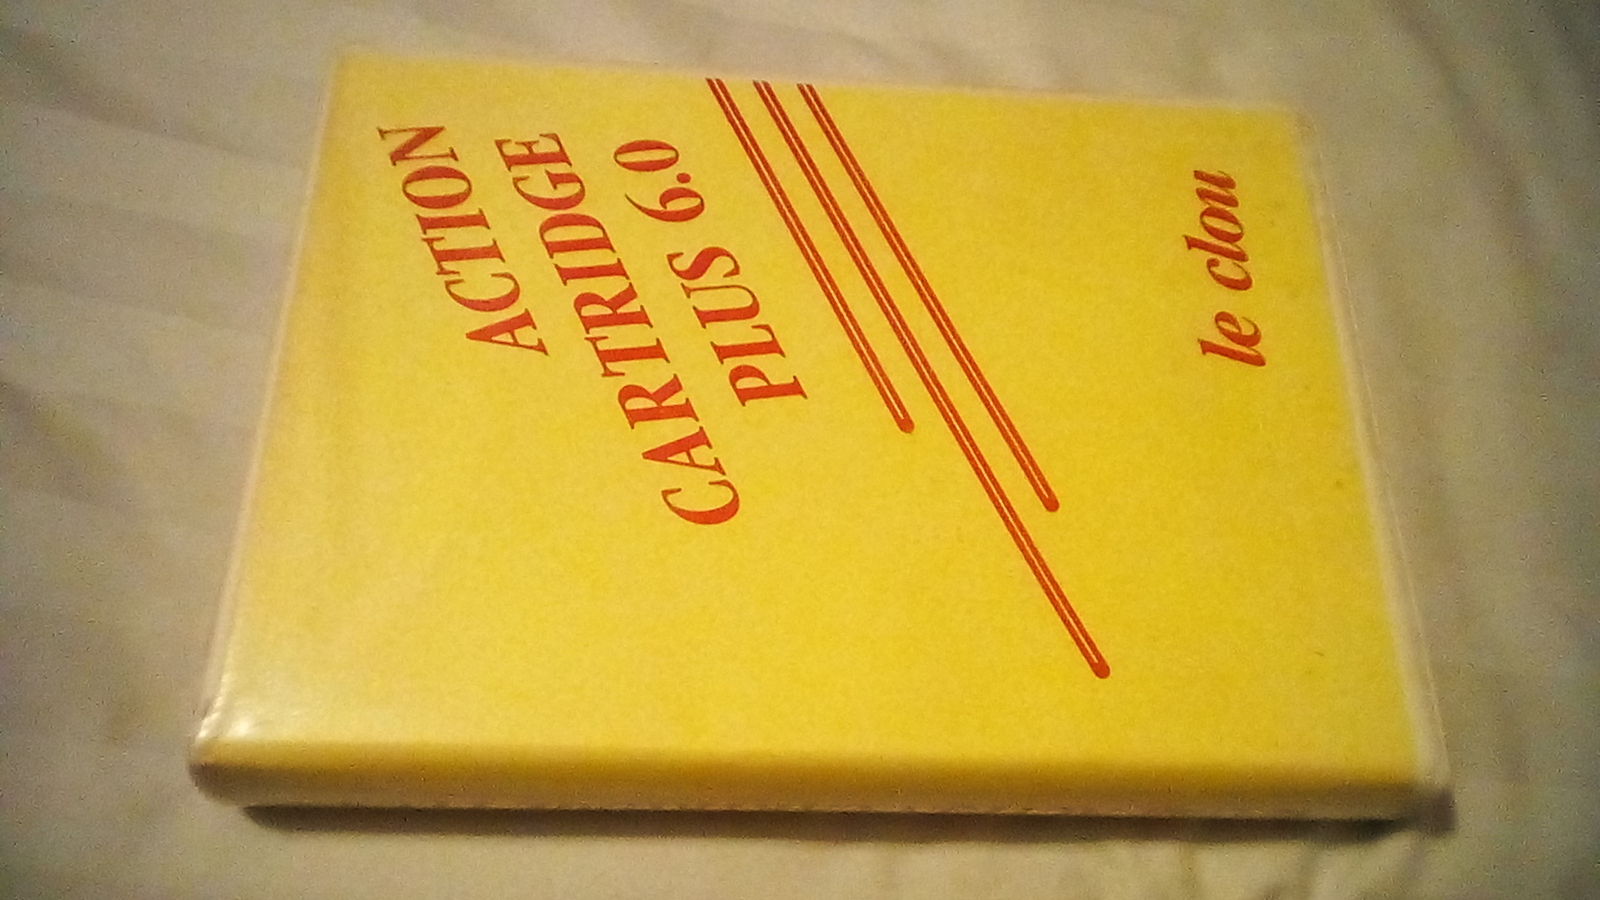 ACTION
CARTRIDGE
PLUS 6.0
le clou